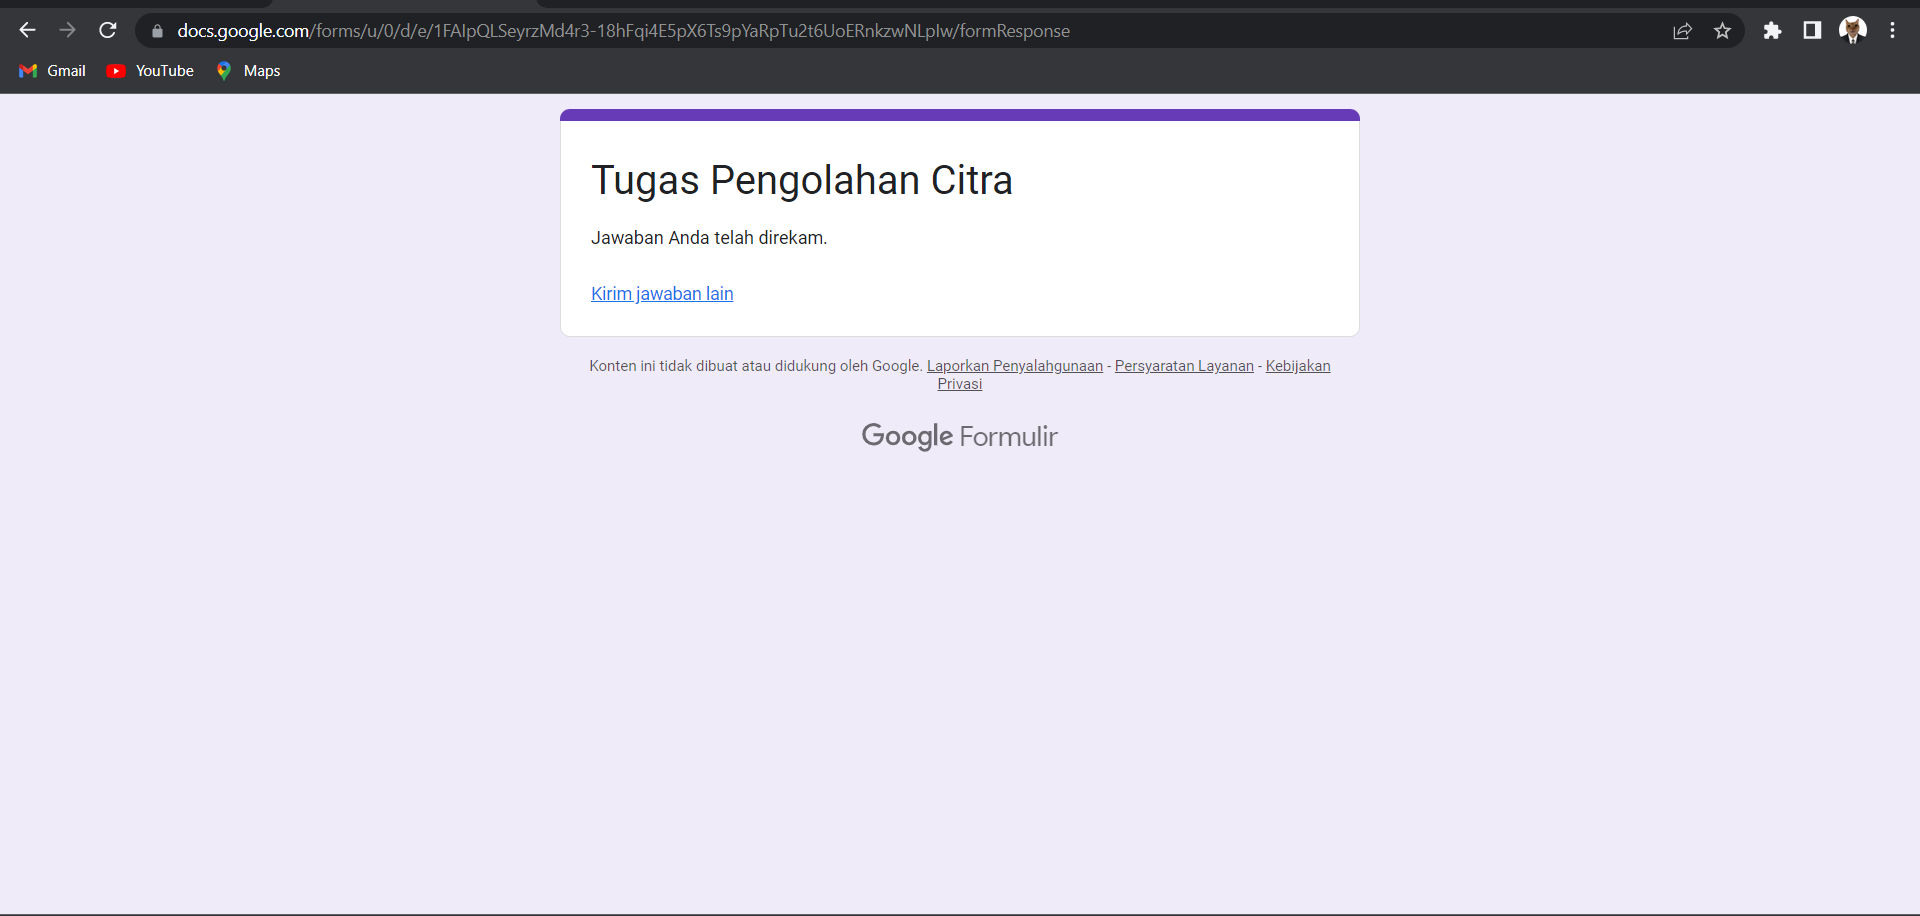 docs.google.com/forms/u/0/d/e/1FAIpQLSeyrzMd4r3-18hFqi4E5pX6Ts9pYaRpTu2t6UoERnkzwNLpIw/formResponse
Gmail YouTube Maps
Tugas Pengolahan Citra
Jawaban Anda telah direkam.
Kirim jawaban lain
Konten ini tidak dibuat atau didukung oleh Google. Laporkan Penyalahgunaan - Persyaratan Layanan - Kebijakan
Privasi
Google Formulir